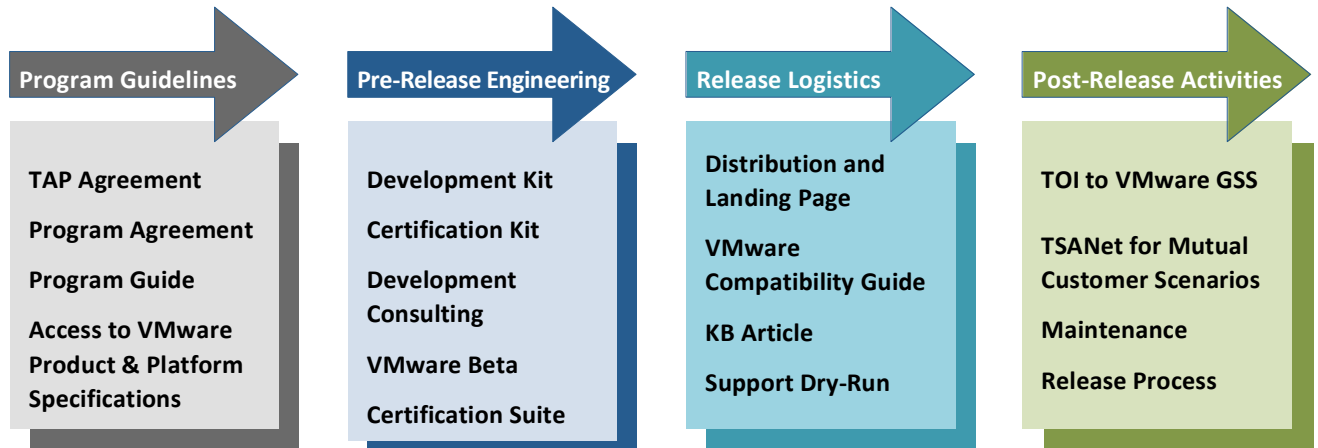 Program Guidelines
TAP Agreement
Program Agreement
Program Guide
Access to VMware
Product & Platform
Specifications
Pre-Release Engineering
Development Kit
Certification Kit
Development
Consulting
VMware Beta
Certification Suite
Release Logistics
Distribution and
Landing Page
VMware
Compatibility Guide
KB Article
Support Dry-Run
Post-Release Activities
TOI to VMware GSS
TSANet for Mutual
Customer Scenarios
Maintenance
Release Process